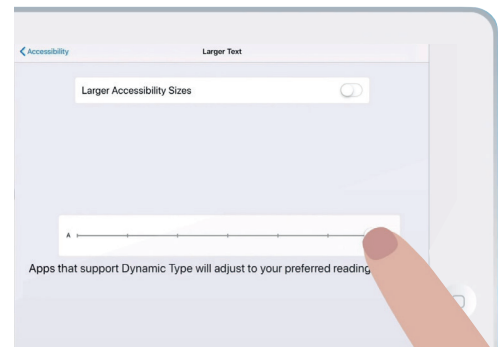 Accessibility
Larger Text
Larger Accessibility Sizes
A
Apps that support Dynamic Type will adjust to your preferred reading